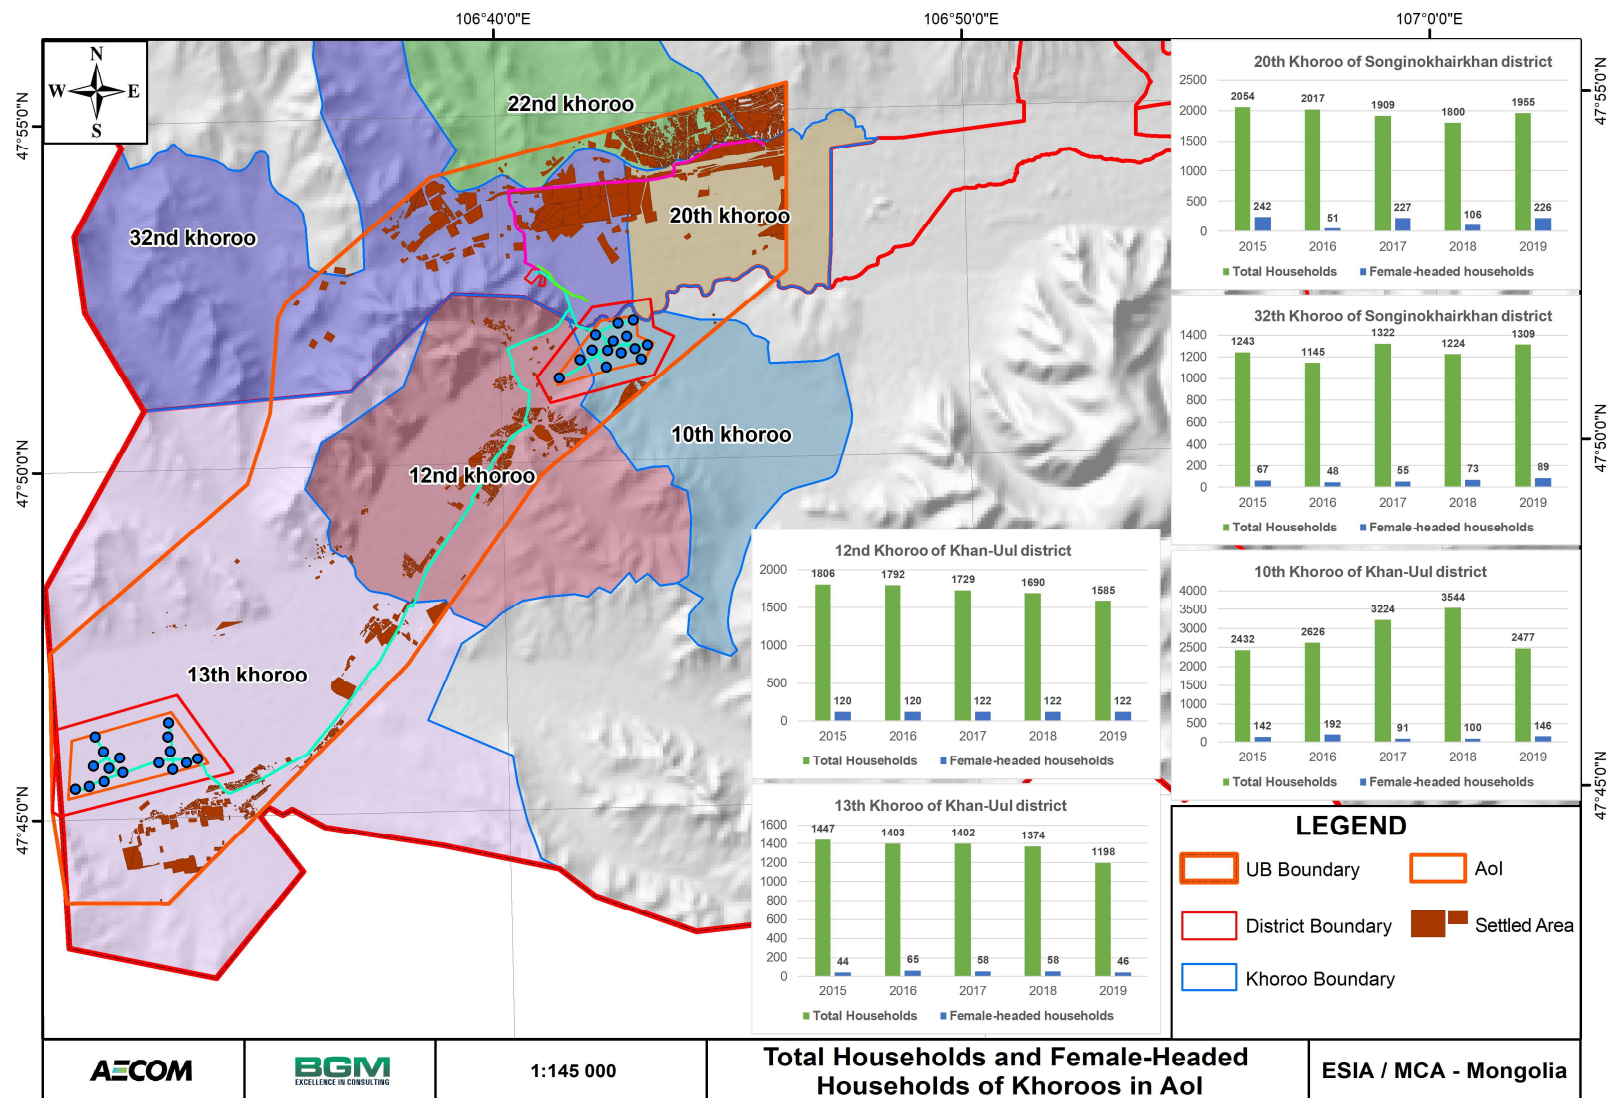 106°40'0"E
106°50'0"E
107°0'0"E
N
W
E
S
47°55'0"N
47°50'0"N
47°45'0"N
47°55'0"N
47°50'0"N
47°45'0"N
22nd khoroo
20th khoroo
32nd khoroo
10th khoroo
12nd khoroo
13th khoroo
20th Khoroo of Songinokhairkhan district
2500
2000
1500
1000
500
0
2054
2017
1909
1800
1955
242
51
227
106
226
2015 2016 2017 2018 2019
Total Households Female-headed households
32th Khoroo of Songinokhairkhan district
1400
1200
1000
800
600
400
200
0
1243
1145
1322
1224
1309
67
48
55
73
89
2015 2016 2017 2018 2019
Total Households Female-headed households
12nd Khoroo of Khan-Uul district
2000
1500
1000
500
0
1806
1792
1729
1690
1585
120
120
122
122
122
2015 2016 2017 2018 2019
Total Households Female-headed households
10th Khoroo of Khan-Uul district
4000
3500
3000
2500
2000
1500
1000
500
0
2432
2626
3224
3544
2477
142
192
91
100
146
2015 2016 2017 2018 2019
Total Households Female-headed households
13th Khoroo of Khan-Uul district
1600
1400
1200
1000
800
600
400
200
0
1447
1403
1402
1374
1198
44
65
58
58
46
2015 2016 2017 2018 2019
Total Households Female-headed households
LEGEND
UB Boundary
AoI
District Boundary
Settled Area
Khoroo Boundary
AECOM
BGM
EXCELLENCE IN CONSULTING
1:145 000
Total Households and Female-Headed
Households of Khoroos in AoI
ESIA / MCA - Mongolia